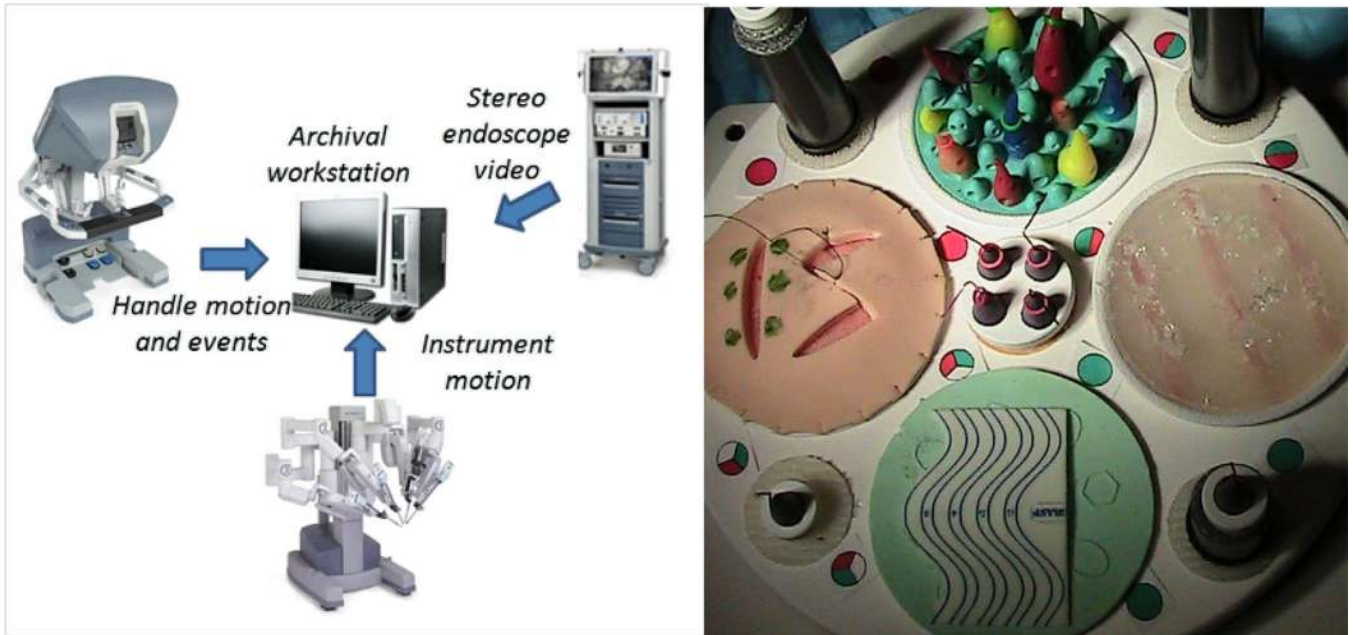 Stereo
endoscope
video
Archival
workstation
Handle motion
and events
Instrument
motion